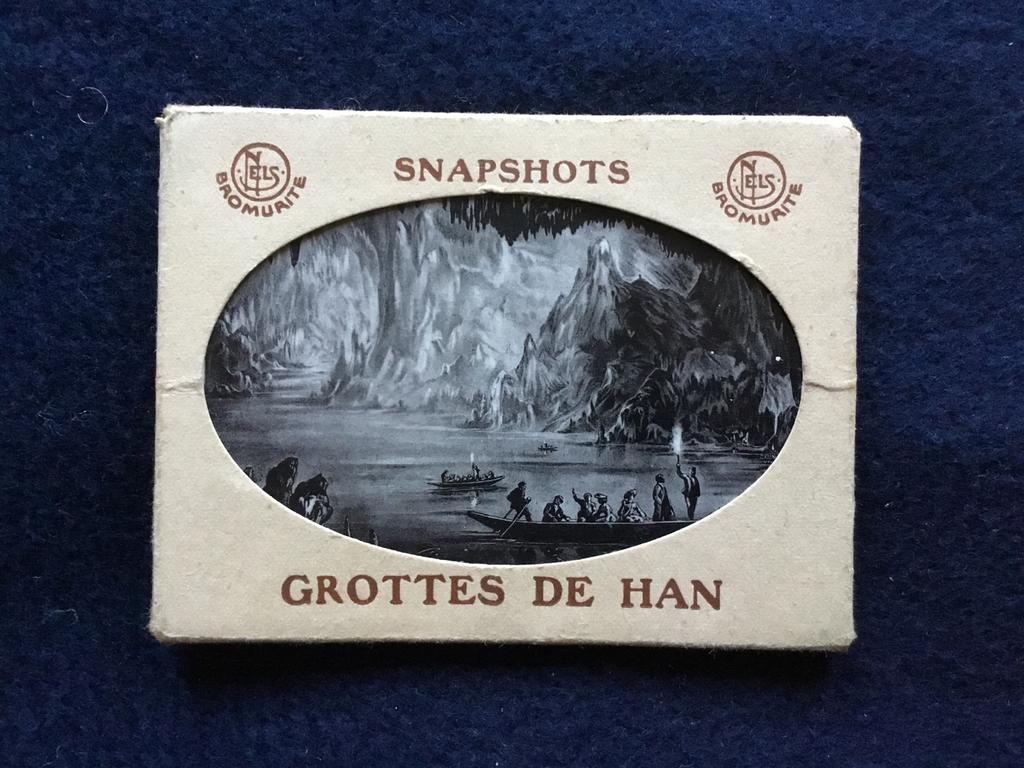 NELS
BROMURITE
SNAPSHOTS
NELS
BROMURITE
GROTTES DE HAN